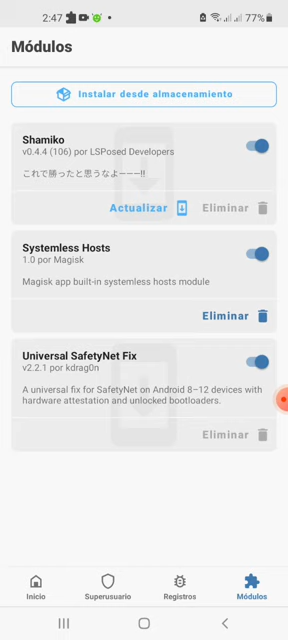 2:47
77%
Módulos
Instalar desde almacenamiento
Shamiko
v0.4.4 (106) por LSPosed Developers
これで勝ったと思うなよ———!!
Actualizar
Eliminar
Systemless Hosts
1.0 por Magisk
Magisk app built-in systemless hosts module
Eliminar
Universal SafetyNet Fix
v2.2.1 por kdrag0n
A universal fix for SafetyNet on Android 8–12 devices with
hardware attestation and unlocked bootloaders.
Eliminar
Inicio
Superusuario
Registros
Módulos